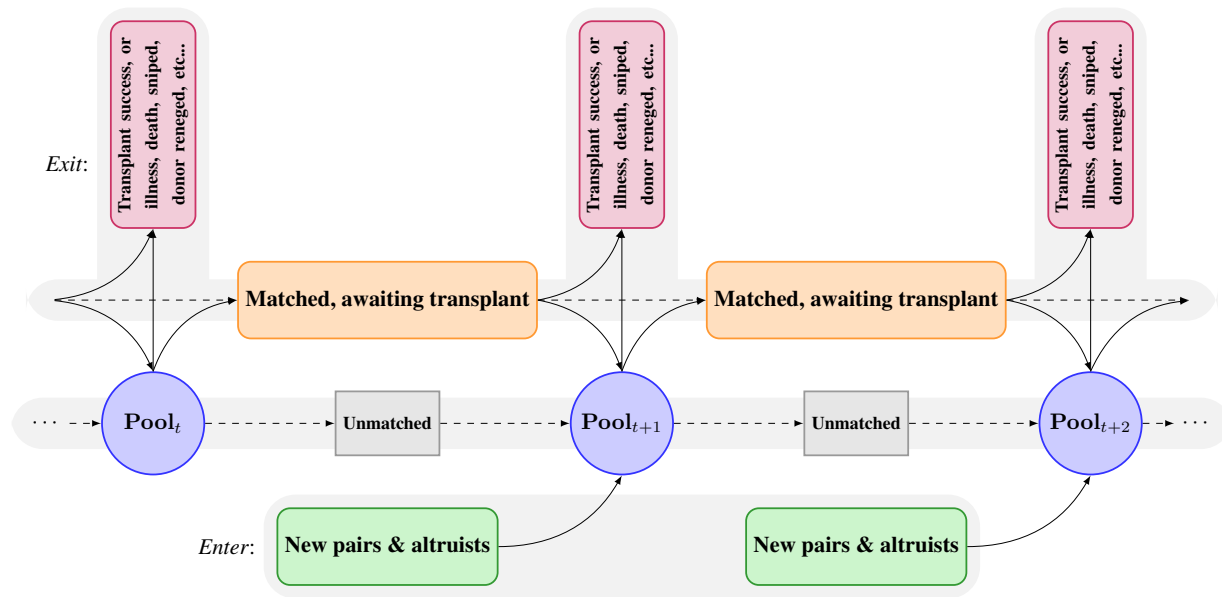 Transplant success, or
illness, death, sniped,
donor reneged, etc...
Transplant success, or
illness, death, sniped,
donor reneged, etc...
Transplant success, or
illness, death, sniped,
donor reneged, etc...
Exit:
Matched, awaiting transplant
Matched, awaiting transplant
...
Pool_t
Unmatched
Pool_{t+1}
Unmatched
Pool_{t+2}
...
Enter:
New pairs & altruists
New pairs & altruists